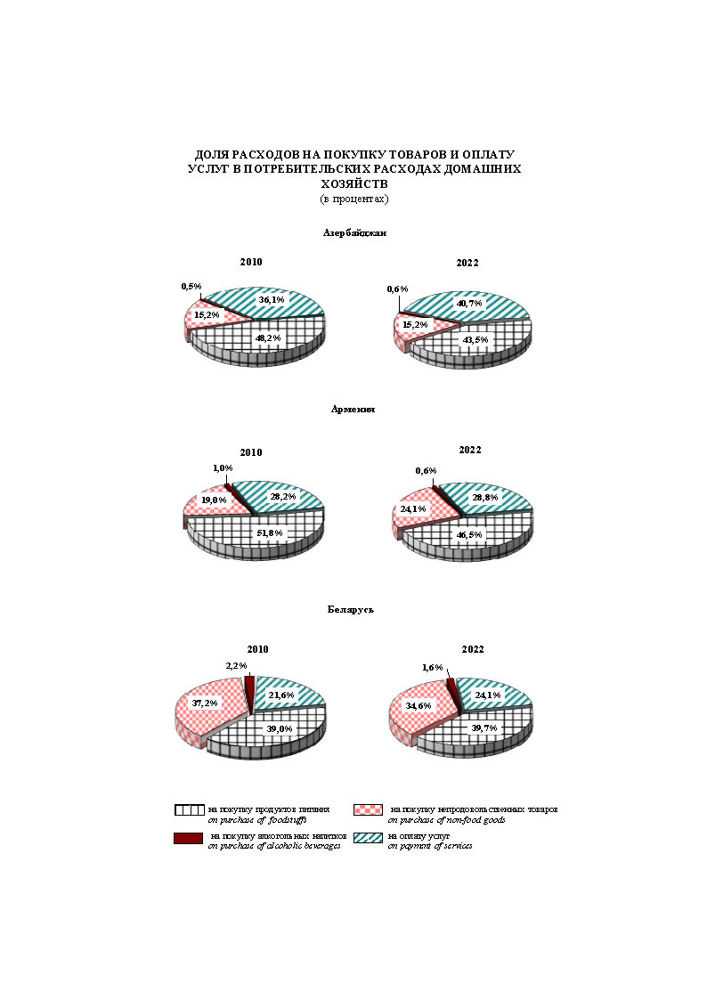 ДОЛЯ РАСХОДОВ НА ПОКУПКУ ТОВАРОВ И ОПЛАТУ
УСЛУГ В ПОТРЕБИТЕЛЬСКИХ РАСХОДАХ ДОМАШНИХ
ХОЗЯЙСТВ
(в процентах)
Азербайджан
2010
2022
0,5%
36,1%
15,2%
48,2%
0,6%
40,7%
15,2%
43,5%
Армения
2010
2022
1,0%
28,2%
19,0%
51,8%
0,6%
28,8%
24,1%
46,5%
Беларусь
2010
2022
2,2%
21,6%
37,2%
39,0%
1,6%
24,1%
34,6%
39,7%
на покупку продуктов питания
on purchase of foodstuffs
на покупку непродовольственных товаров
on purchase of non-food goods
на покупку алкогольных напитков
on purchase of alcoholic beverages
на оплату услуг
on payment of services